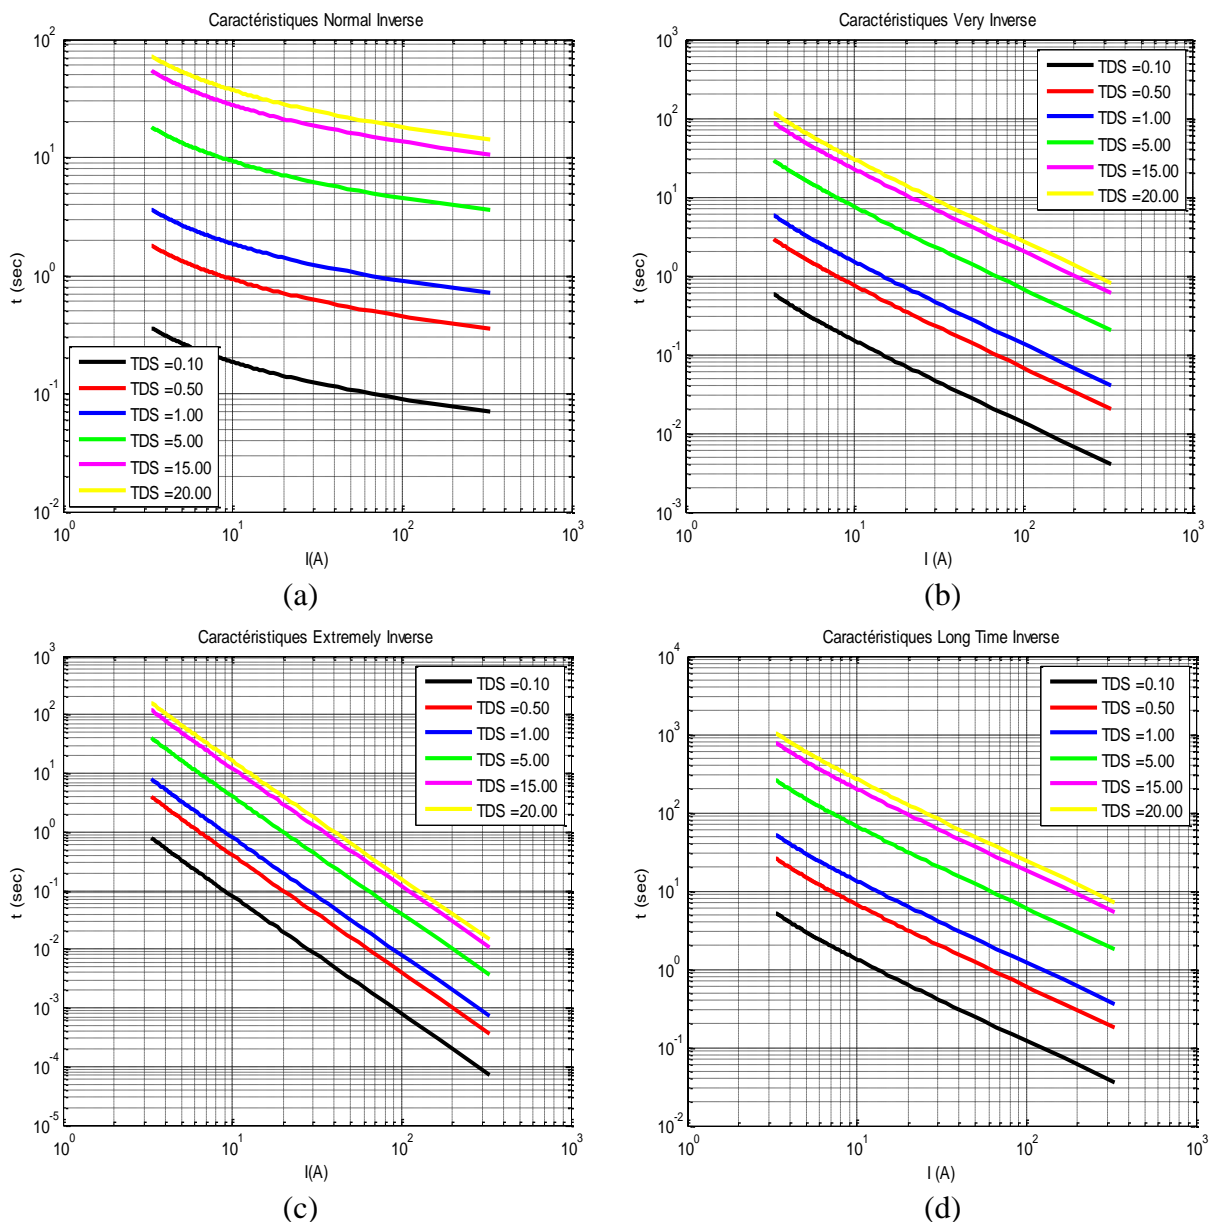 Caractéristiques Normal Inverse
10^2
10^1
10^0
10^-1
10^-2
t (sec)
TDS =0.10
TDS =0.50
TDS =1.00
TDS =5.00
TDS =15.00
TDS =20.00
10^0 10^1 10^2 10^3
I(A)
(a)
Caractéristiques Very Inverse
10^3
10^2
10^1
10^0
10^-1
10^-2
10^-3
t (sec)
TDS =0.10
TDS =0.50
TDS =1.00
TDS =5.00
TDS =15.00
TDS =20.00
10^0 10^1 10^2 10^3
I (A)
(b)
Caractéristiques Extremely Inverse
10^3
10^2
10^1
10^0
10^-1
10^-2
10^-3
10^-4
10^-5
t (sec)
TDS =0.10
TDS =0.50
TDS =1.00
TDS =5.00
TDS =15.00
TDS =20.00
10^0 10^1 10^2 10^3
I(A)
(c)
Caractéristiques Long Time Inverse
10^4
10^3
10^2
10^1
10^0
10^-1
10^-2
t (sec)
TDS =0.10
TDS =0.50
TDS =1.00
TDS =5.00
TDS =15.00
TDS =20.00
10^0 10^1 10^2 10^3
I (A)
(d)